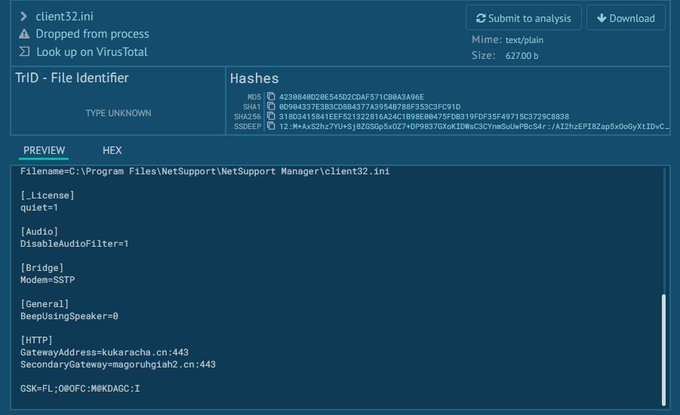 client32.ini
Submit to analysis
Download
Dropped from process
Look up on VirusTotal
Mime: text/plain
Size: 627.00 b
TrID - File Identifier
TYPE UNKNOWN
Hashes
MD5 4230840D20E545D2CDAF571CB0A3A96E
SHA1 0D904337E3B3CD8B4377A3954B788F353C3FC91D
SHA256 318D3415841EEF521322816A24C1B98E00475FDB319FDF35F49715C3729C8838
SSDEEP 12:M+AxS2hz7YU+Sj8ZGSGp5xOZ7+DP9837GXoKIDWsC3CYnmSuUwPBcS4r:/AI2hzEPI8Zap5xOoGyXtIDvC...
PREVIEW
HEX
Filename=C:\Program Files\NetSupport\NetSupport Manager\client32.ini
[_License]
quiet=1
[Audio]
DisableAudioFilter=1
[Bridge]
Modem=SSTP
[General]
BeepUsingSpeaker=0
[HTTP]
GatewayAddress=kukaracha.cn:443
SecondaryGateway=magoruhgiah2.cn:443
GSK=FL;O@OFC:M@KDAGC:I